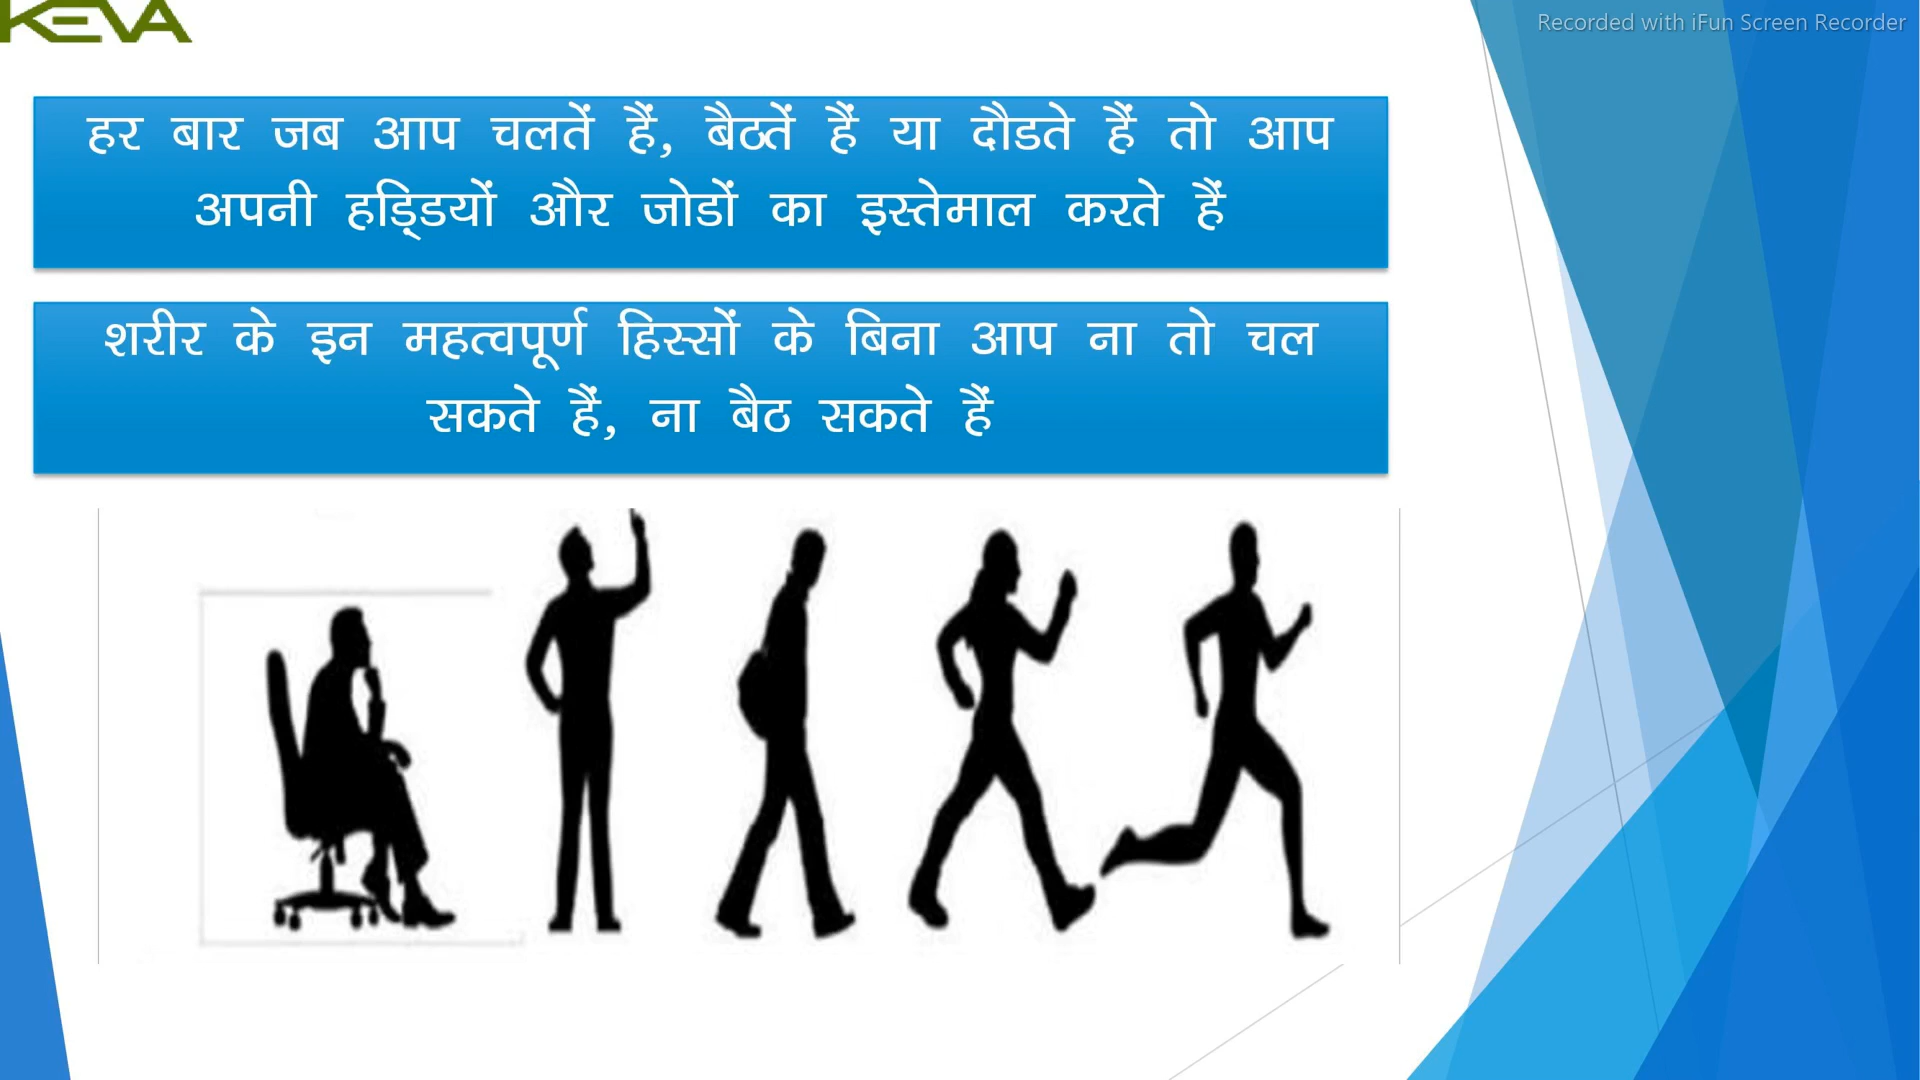 KEVA
Recorded with iFun Screen Recorder
हर बार जब आप चलतें हैं, बैठतें हैं या दौडते हैं तो आप
अपनी हड्डियों और जोडों का इस्तेमाल करते हैं
शरीर के इन महत्वपूर्ण हिस्सों के बिना आप ना तो चल
सकते हैं, ना बैठ सकते हैं